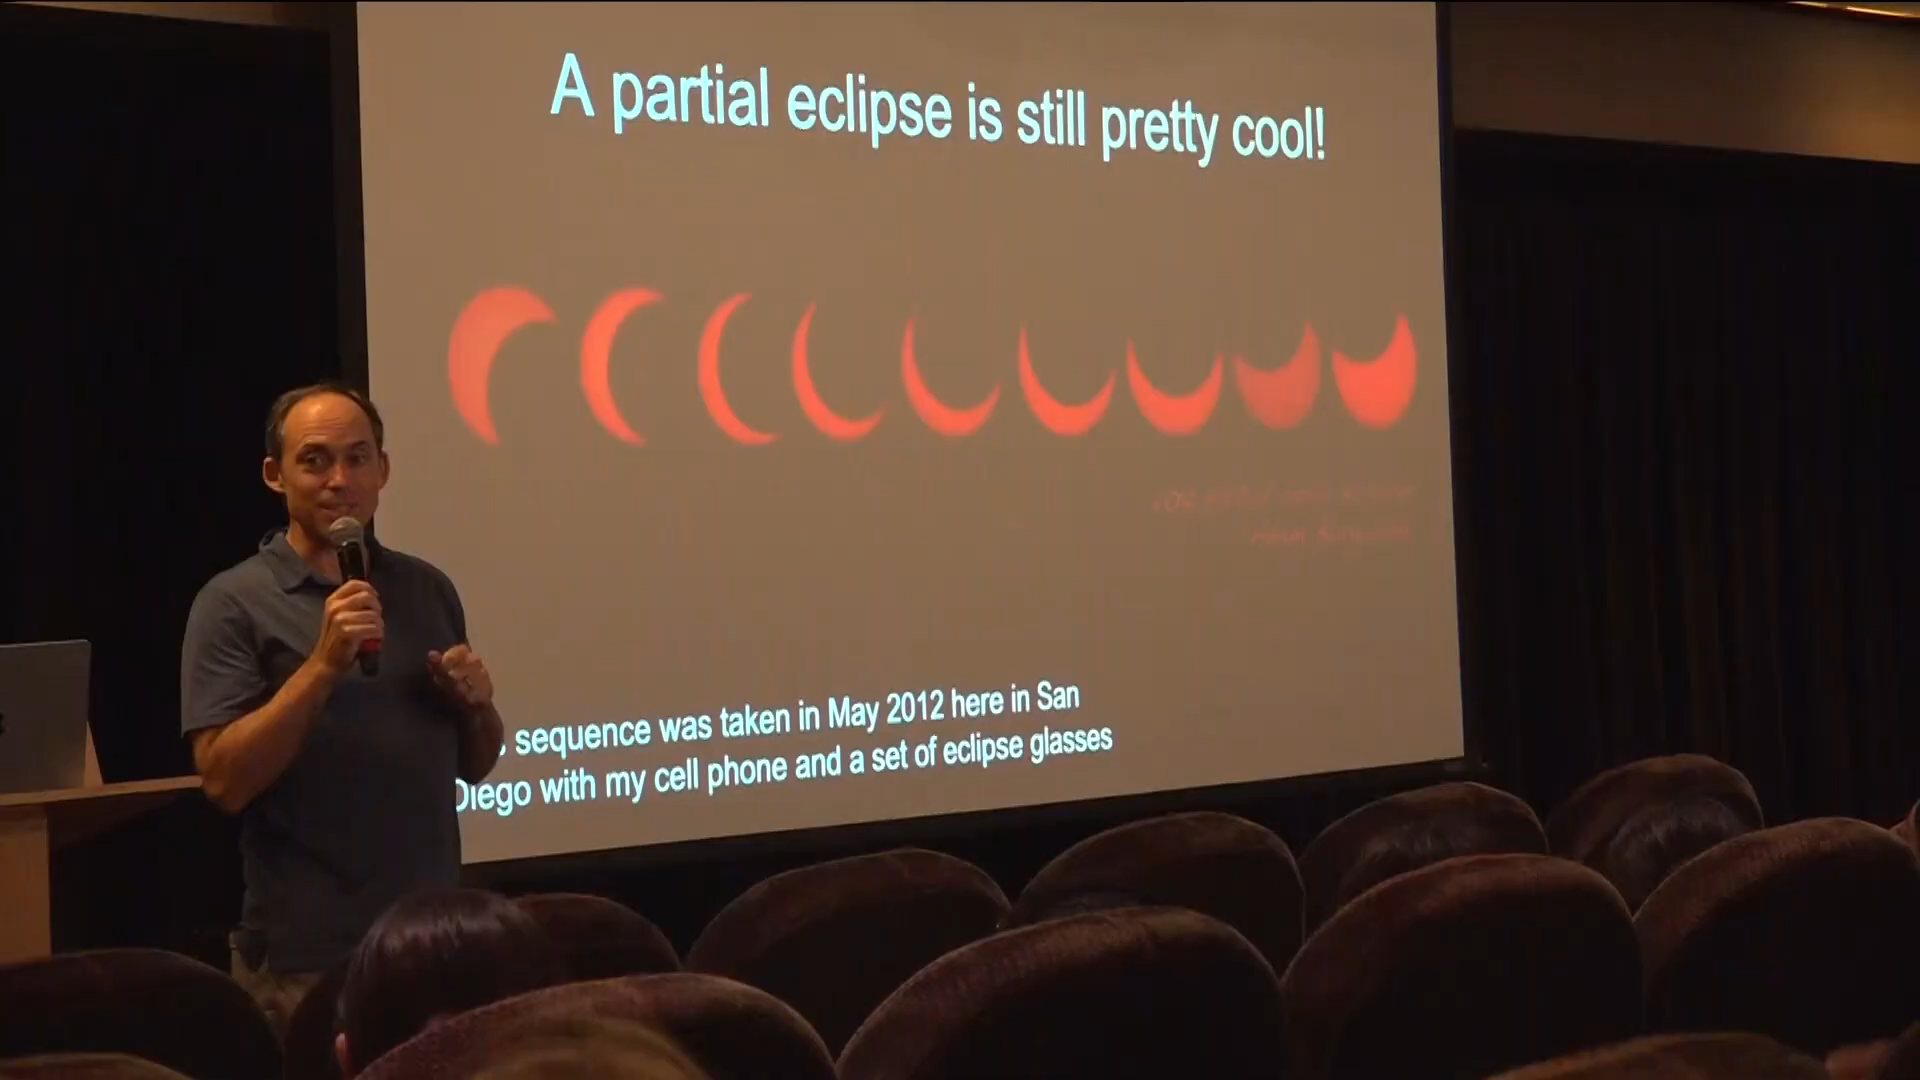 A partial eclipse is still pretty cool!
sequence was taken in May 2012 here in San
Diego with my cell phone and a set of eclipse glasses